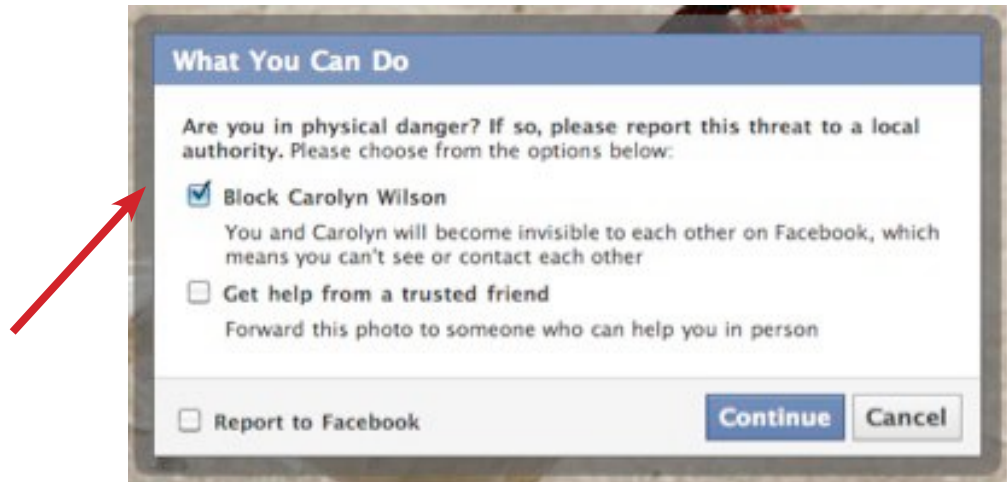 What You Can Do
Are you in physical danger? If so, please report this threat to a local
authority. Please choose from the options below:
Block Carolyn Wilson
You and Carolyn will become invisible to each other on Facebook, which
means you can't see or contact each other
Get help from a trusted friend
Forward this photo to someone who can help you in person
Report to Facebook
Continue
Cancel